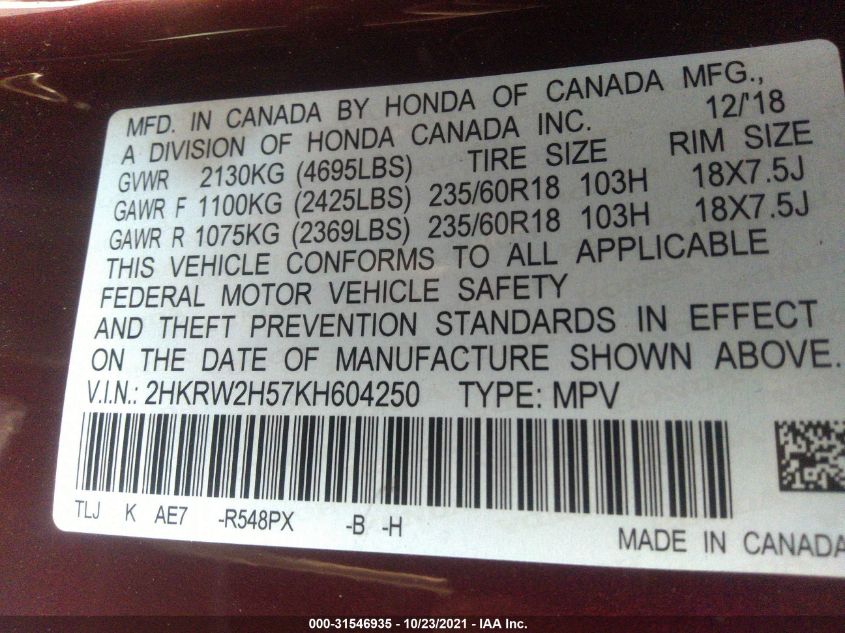 MFD. IN CANADA BY HONDA OF CANADA MFG.,
A DIVISION OF HONDA CANADA INC. 12/'18
GVWR 2130KG (4695LBS) TIRE SIZE RIM SIZE
GAWR F 1100KG (2425LBS) 235/60R18 103H 18X7.5J
GAWR R 1075KG (2369LBS) 235/60R18 103H 18X7.5J
THIS VEHICLE CONFORMS TO ALL APPLICABLE
FEDERAL MOTOR VEHICLE SAFETY
AND THEFT PREVENTION STANDARDS IN EFFECT
ON THE DATE OF MANUFACTURE SHOWN ABOVE.
V.I.N.: 2HKRW2H57KH604250 TYPE: MPV
TLJ K AE7 -R548PX -B -H
MADE IN CANADA
000-31546935 - 10/23/2021 - IAA Inc.